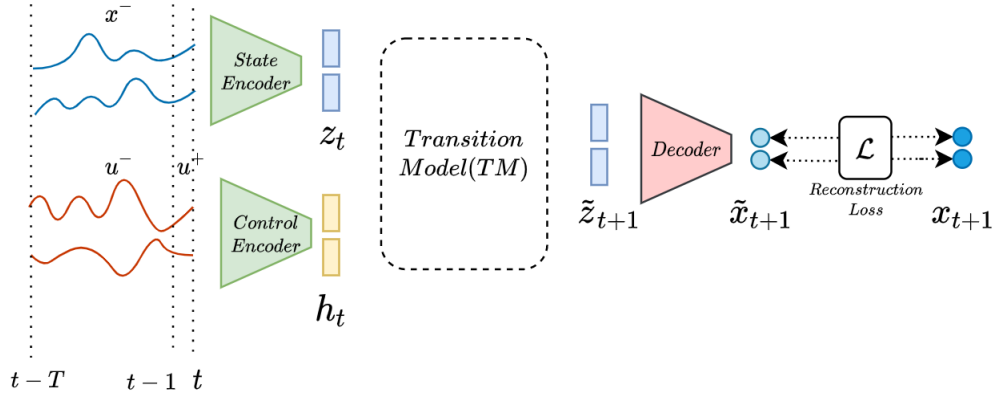 x⁻
State
Encoder
z_t
u⁻
u⁺
Control
Encoder
h_t
t − T
t − 1
t
Transition
Model(TM)
z̃_{t+1}
Decoder
x̃_{t+1}
ℒ
Reconstruction
Loss
x_{t+1}